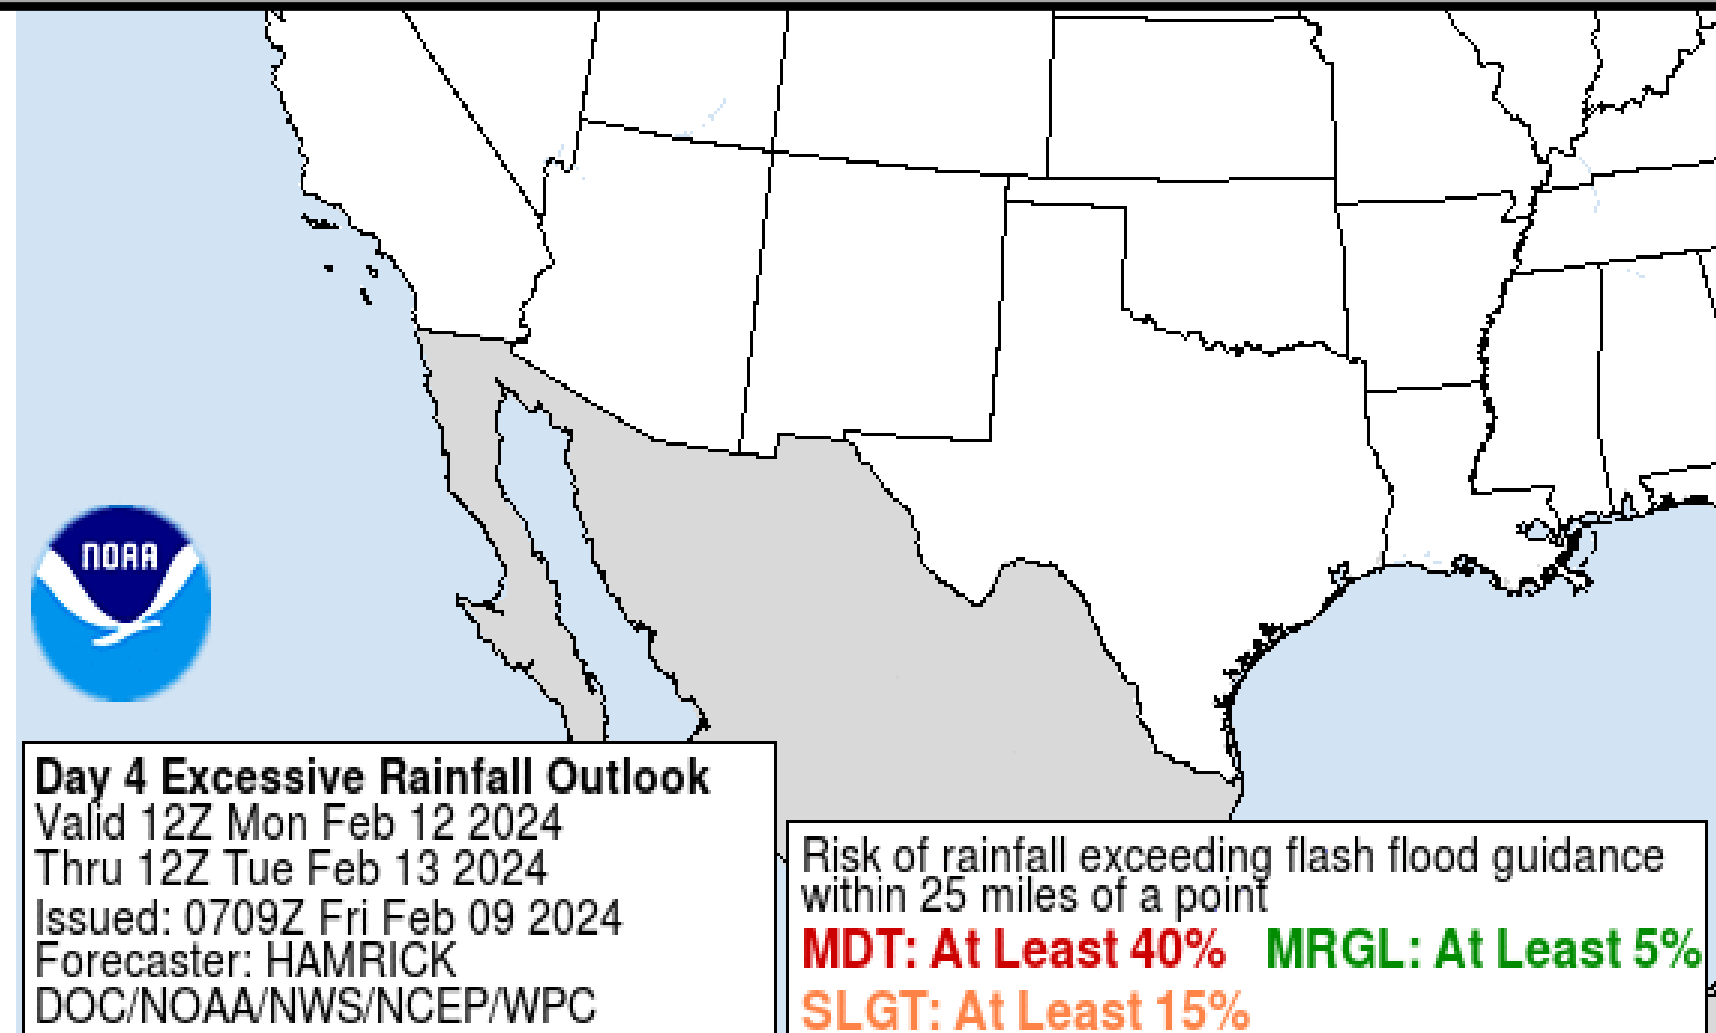 NOAA
Day 4 Excessive Rainfall Outlook
Valid 12Z Mon Feb 12 2024
Thru 12Z Tue Feb 13 2024
Issued: 0709Z Fri Feb 09 2024
Forecaster: HAMRICK
DOC/NOAA/NWS/NCEP/WPC
Risk of rainfall exceeding flash flood guidance
within 25 miles of a point
MDT: At Least 40% MRGL: At Least 5%
SLGT: At Least 15%